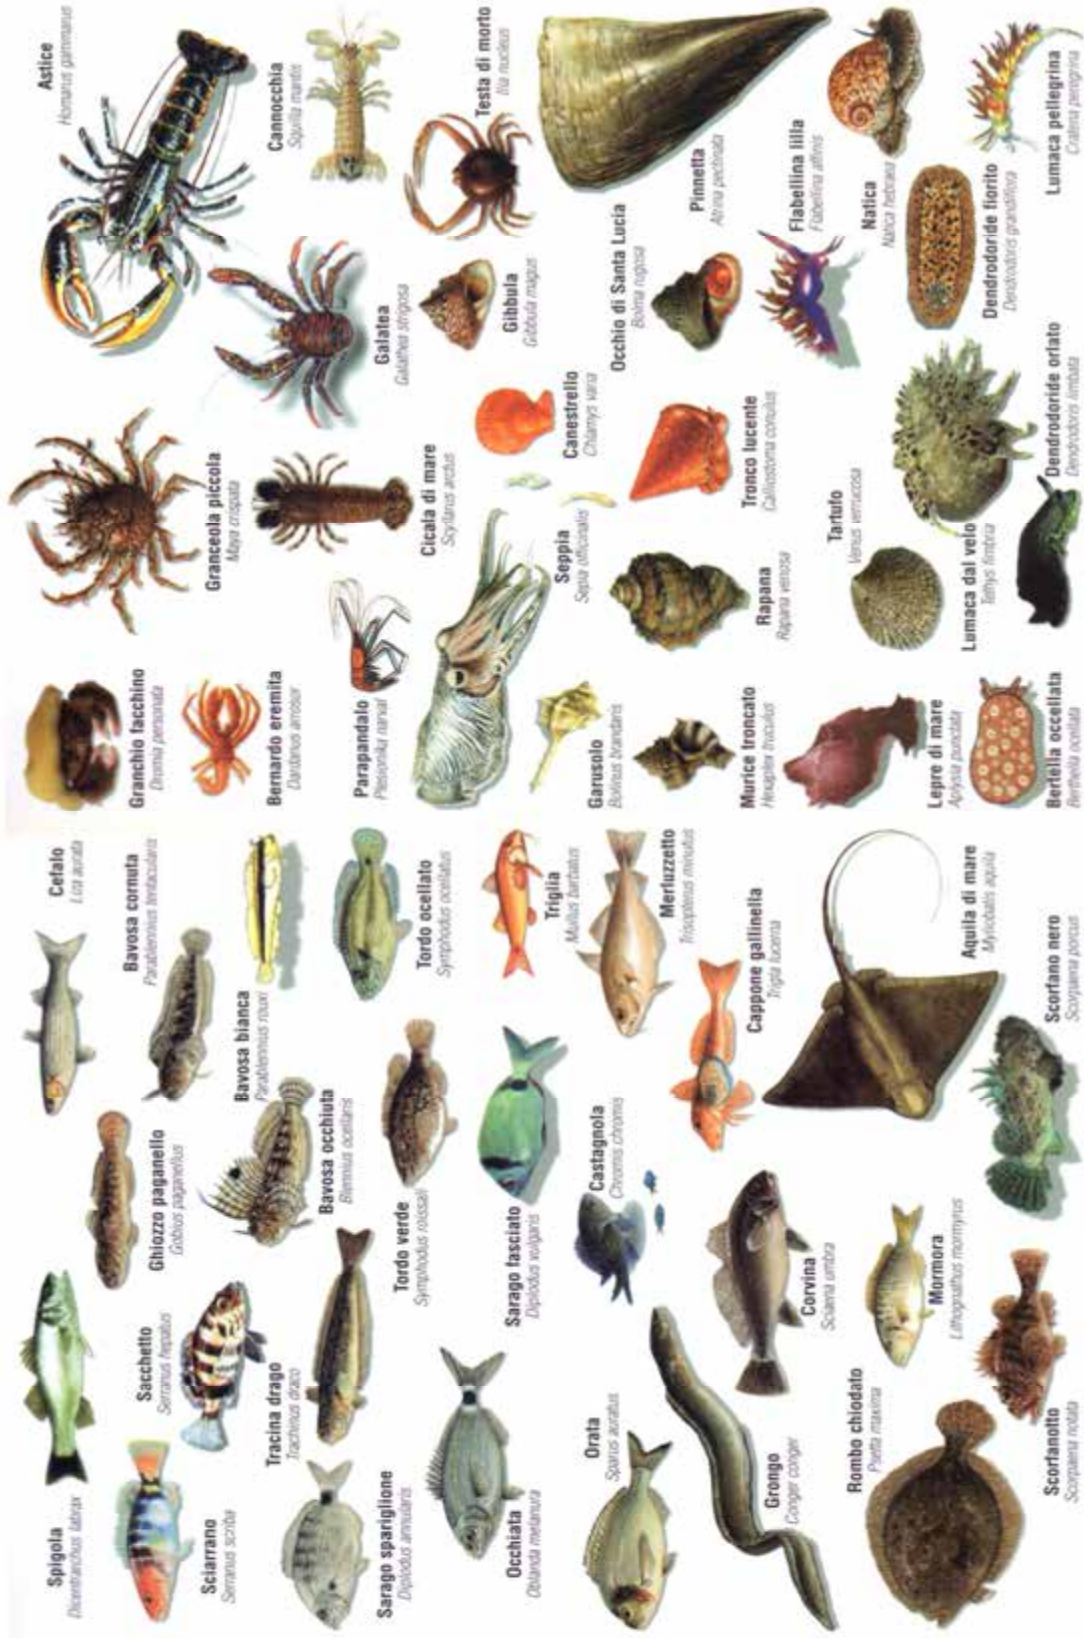 Spigola
Dicentrarchus labrax
Cefalo
Liza aurata
Astice
Homarus gammarus
Sacchetto
Serranus hepatus
Ghiozzo paganello
Gobius paganellus
Bavosa cornuta
Parablennius tentacularis
Granchio facchino
Dromia personata
Sciarrano
Serranus scriba
Granceola piccola
Maya crispata
Cannocchia
Squilla mantis
Tracina drago
Trachinus draco
Bavosa bianca
Parablennius rouxi
Bernardo eremita
Dardanus arrosor
Bavosa occhiuta
Blennius ocellaris
Sarago spariglione
Diplodus annularis
Tordo verde
Symphodus roissali
Tordo ocellato
Symphodus ocellatus
Parapandalo
Plesionika narval
Cicala di mare
Scyllarus arctus
Galatea
Galathea strigosa
Testa di morto
Ilia nucleus
Occhiata
Oblanda melanura
Sarago fasciato
Diplodus vulgaris
Triglia
Mullus barbatus
Seppia
Sepia officinalis
Canestrello
Chlamys varia
Gibbula
Gibbula magus
Orata
Sparus auratus
Castagnola
Chromis chromis
Merluzzetto
Trisopterus minutus
Garusolo
Bolinus brandaris
Occhio di Santa Lucia
Bolma rugosa
Pinnetta
Atrina pectinata
Grongo
Conger conger
Corvina
Sciaena umbra
Cappone gallinella
Trigla lucerna
Murice troncato
Hexaplex trunculus
Rapana
Rapana venosa
Tronco lucente
Calliostoma conulus
Flabellina lilla
Flabellina affinis
Rombo chiodato
Psetta maxima
Mormora
Lithognathus mormyrus
Aquila di mare
Myliobatis aquila
Lepre di mare
Aplysia punctata
Tartufo
Venus verrucosa
Natica
Natica hebraea
Lumaca dal velo
Tethys fimbria
Dendrodoride fiorito
Dendrodoris grandiflora
Scorfanotto
Scorpaena notata
Scorfano nero
Scorpaena porcus
Bertella occellata
Berthella ocellata
Dendrodoride orlato
Dendrodoris limbata
Lumaca pellegrina
Cratena peregrina